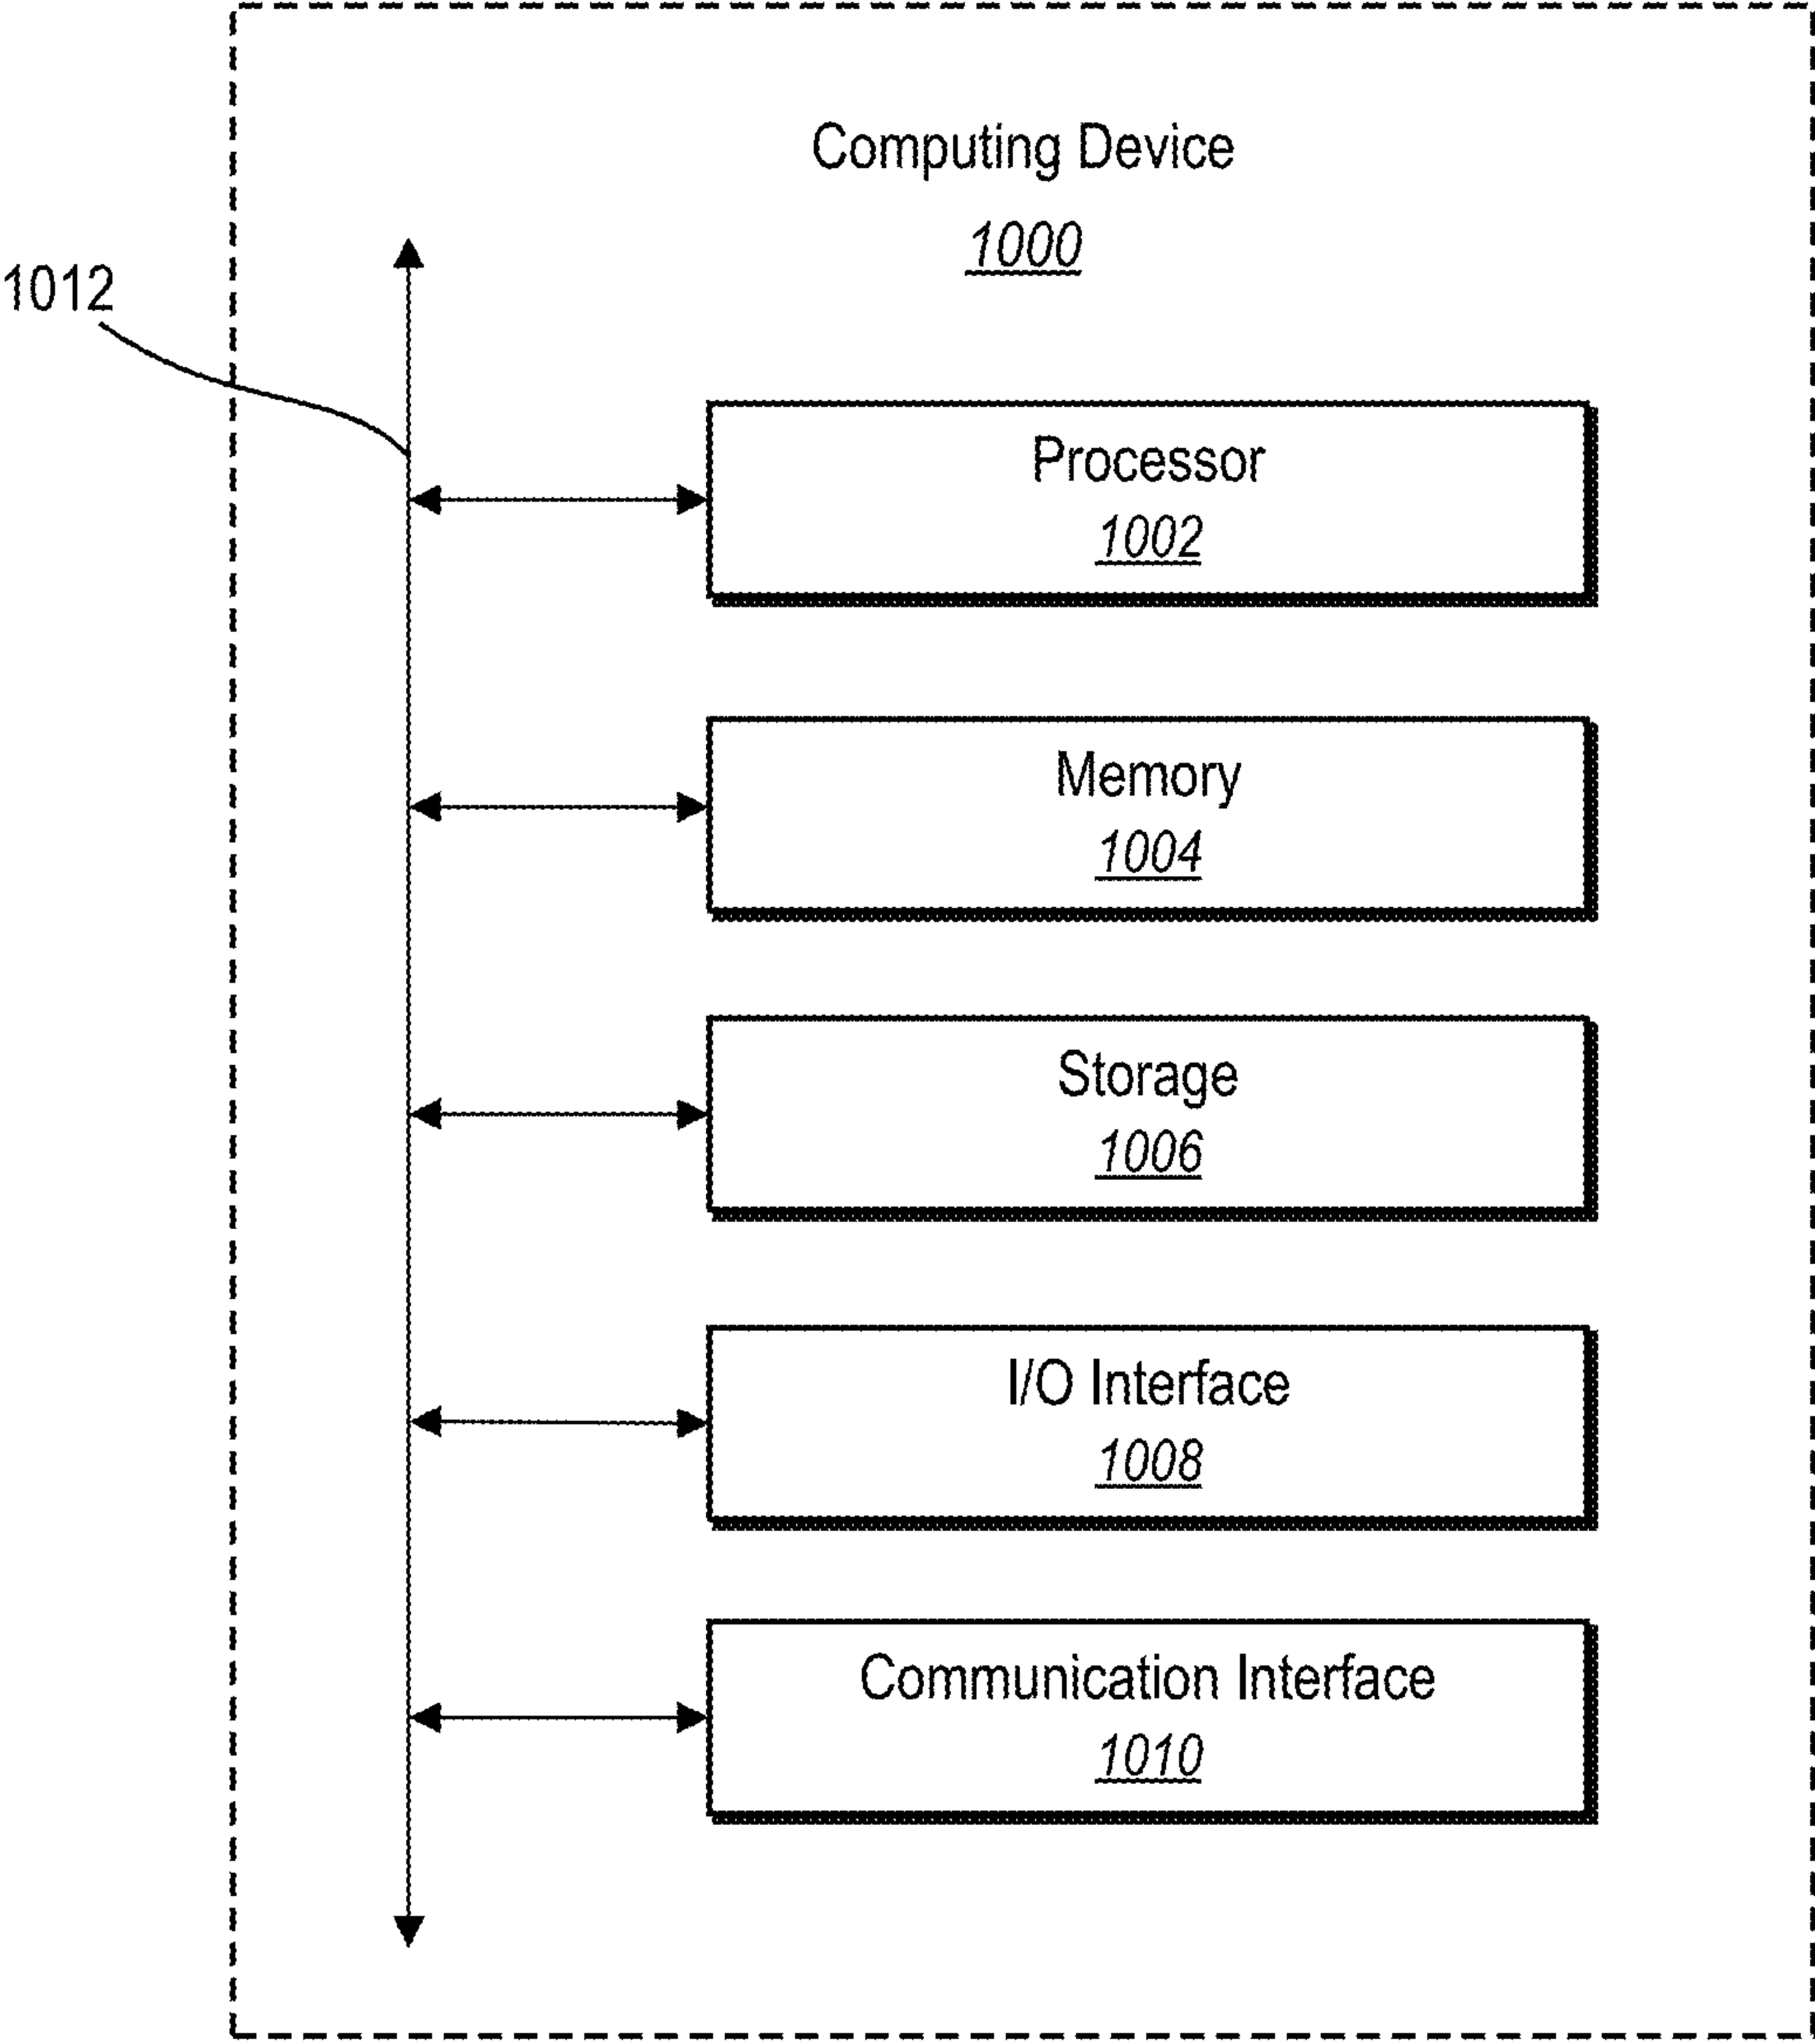 Computing Device
1000
1012
Processor
1002
Memory
1004
Storage
1006
I/O Interface
1008
Communication Interface
1010